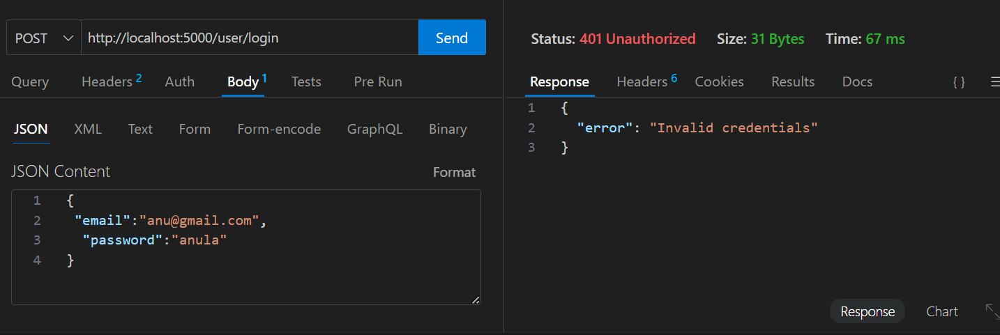 POST http://localhost:5000/user/login Send
Query Headers 2 Auth Body 1 Tests Pre Run
JSON XML Text Form Form-encode GraphQL Binary
JSON Content Format
1 {
2 "email":"anu@gmail.com",
3 "password":"anula"
4 }
Status: 401 Unauthorized Size: 31 Bytes Time: 67 ms
Response Headers 6 Cookies Results Docs { }
1 {
2 "error": "Invalid credentials"
3 }
Response Chart